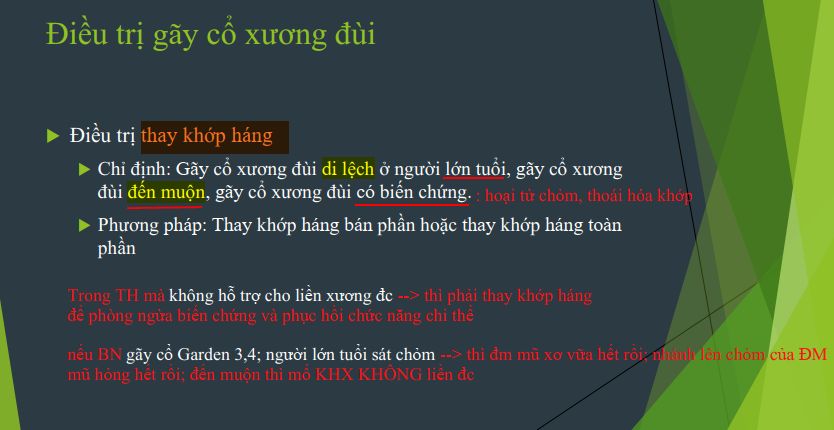 Điều trị gãy cổ xương đùi
Điều trị thay khớp háng
Chỉ định: Gãy cổ xương đùi di lệch ở người lớn tuổi, gãy cổ xương
đùi đến muộn, gãy cổ xương đùi có biến chứng. : hoại tử chỏm, thoái hóa khớp
Phương pháp: Thay khớp háng bán phần hoặc thay khớp háng toàn
phần
Trong TH mà không hỗ trợ cho liền xương đc --> thì phải thay khớp háng
để phòng ngừa biến chứng và phục hồi chức năng chi thể
nếu BN gãy cổ Garden 3,4; người lớn tuổi sát chỏm --> thì đm mũ xơ vữa hết rồi; nhánh lên chỏm của ĐM
mũ hỏng hết rồi; đến muộn thì mổ KHX KHÔNG liền đc